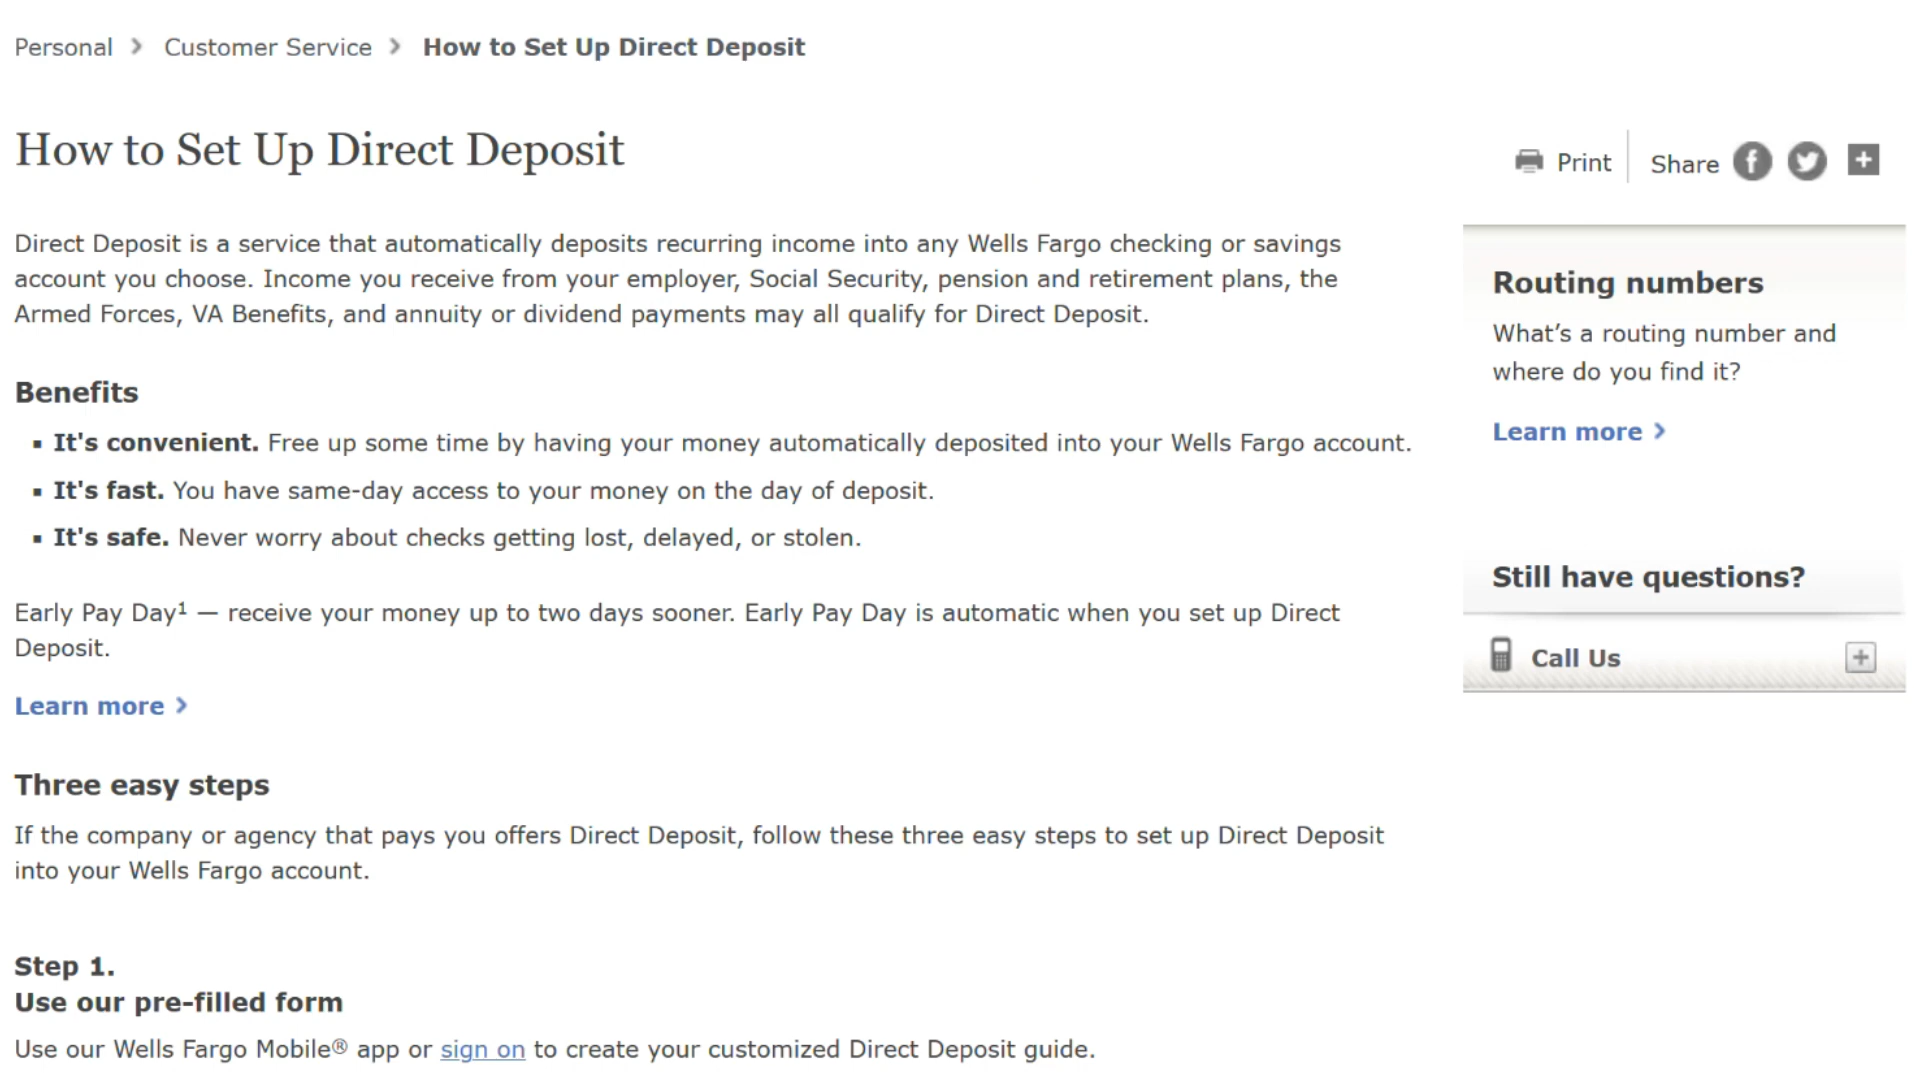 Personal > Customer Service > How to Set Up Direct Deposit
How to Set Up Direct Deposit
Print
Share
Direct Deposit is a service that automatically deposits recurring income into any Wells Fargo checking or savings
account you choose. Income you receive from your employer, Social Security, pension and retirement plans, the
Armed Forces, VA Benefits, and annuity or dividend payments may all qualify for Direct Deposit.
Benefits
▪ It's convenient. Free up some time by having your money automatically deposited into your Wells Fargo account.
▪ It's fast. You have same-day access to your money on the day of deposit.
▪ It's safe. Never worry about checks getting lost, delayed, or stolen.
Early Pay Day¹ — receive your money up to two days sooner. Early Pay Day is automatic when you set up Direct
Deposit.
Learn more >
Three easy steps
If the company or agency that pays you offers Direct Deposit, follow these three easy steps to set up Direct Deposit
into your Wells Fargo account.
Step 1.
Use our pre-filled form
Use our Wells Fargo Mobile® app or sign on to create your customized Direct Deposit guide.
Routing numbers
What’s a routing number and
where do you find it?
Learn more >
Still have questions?
Call Us